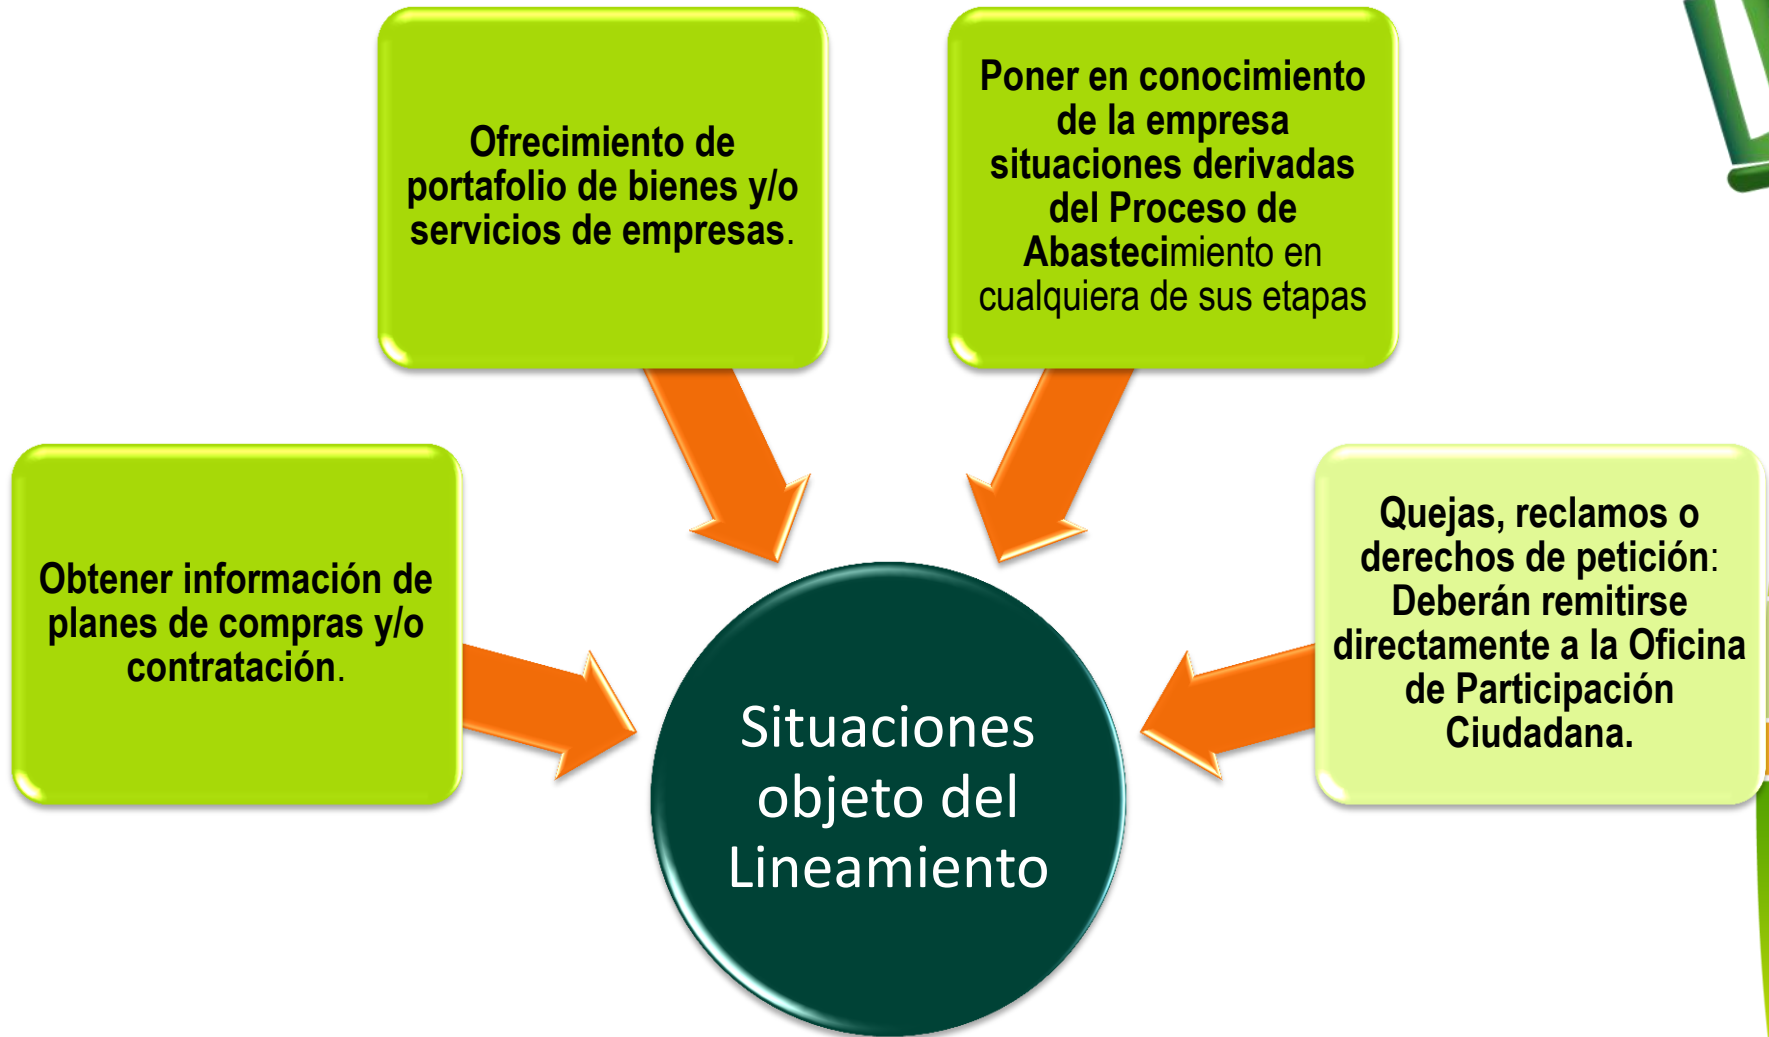 Ofrecimiento de
portafolio de bienes y/o
servicios de empresas.
Poner en conocimiento
de la empresa
situaciones derivadas
del Proceso de
Abastecimiento en
cualquiera de sus etapas
Obtener información de
planes de compras y/o
contratación.
Quejas, reclamos o
derechos de petición:
Deberán remitirse
directamente a la Oficina
de Participación
Ciudadana.
Situaciones
objeto del
Lineamiento